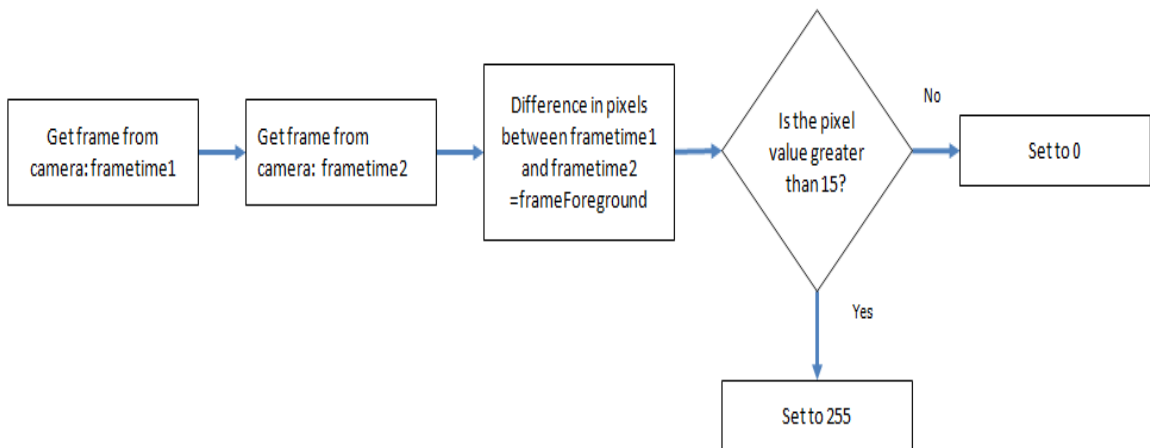 Get frame from
camera: frametime1
Get frame from
camera: frametime2
Difference in pixels
between frametime1
and frametime2
=frameForeground
Is the pixel
value greater
than 15?
No
Set to 0
Yes
Set to 255